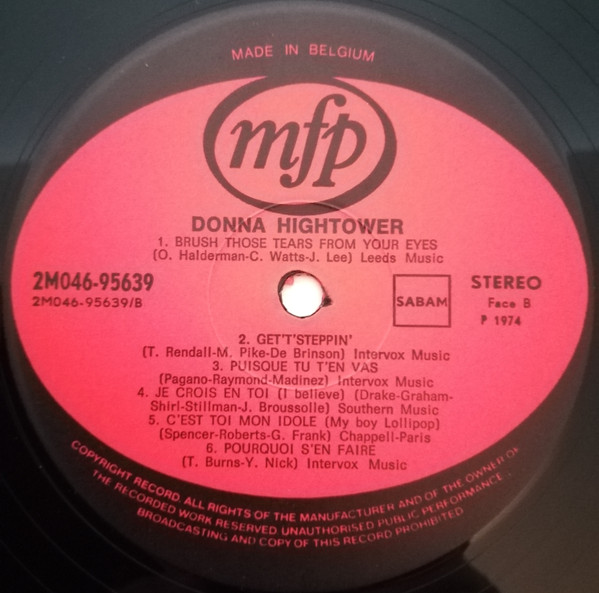 MADE IN BELGIUM
mfp
DONNA HIGHTOWER
1. BRUSH THOSE TEARS FROM YOUR EYES
(O. Halderman-C. Watts-J. Lee) Leeds Music
2M046-95639
2M046-95639/B
SABAM
STEREO
Face B
P 1974
2. GET'T'STEPPIN'
(T. Rendall-M. Pike-De Brinson) Intervox Music
3. PUISQUE TU T'EN VAS
(Pagano-Raymond-Madinez) Intervox Music
4. JE CROIS EN TOI (I believe) (Drake-Graham-
Shirl-Stillman-J. Broussolle) Southern Music
5. C'EST TOI MON IDOLE (My boy Lollipop)
(Spencer-Roberts-G. Frank) Chappell-Paris
6. POURQUOI S'EN FAIRE
(T. Burns-Y. Nick) Intervox Music
COPYRIGHT RECORD. ALL RIGHTS OF THE MANUFACTURER AND OF THE OWNER OF
THE RECORDED WORK RESERVED UNAUTHORISED PUBLIC PERFORMANCE.
BROADCASTING AND COPY OF THIS RECORD PROHIBITED